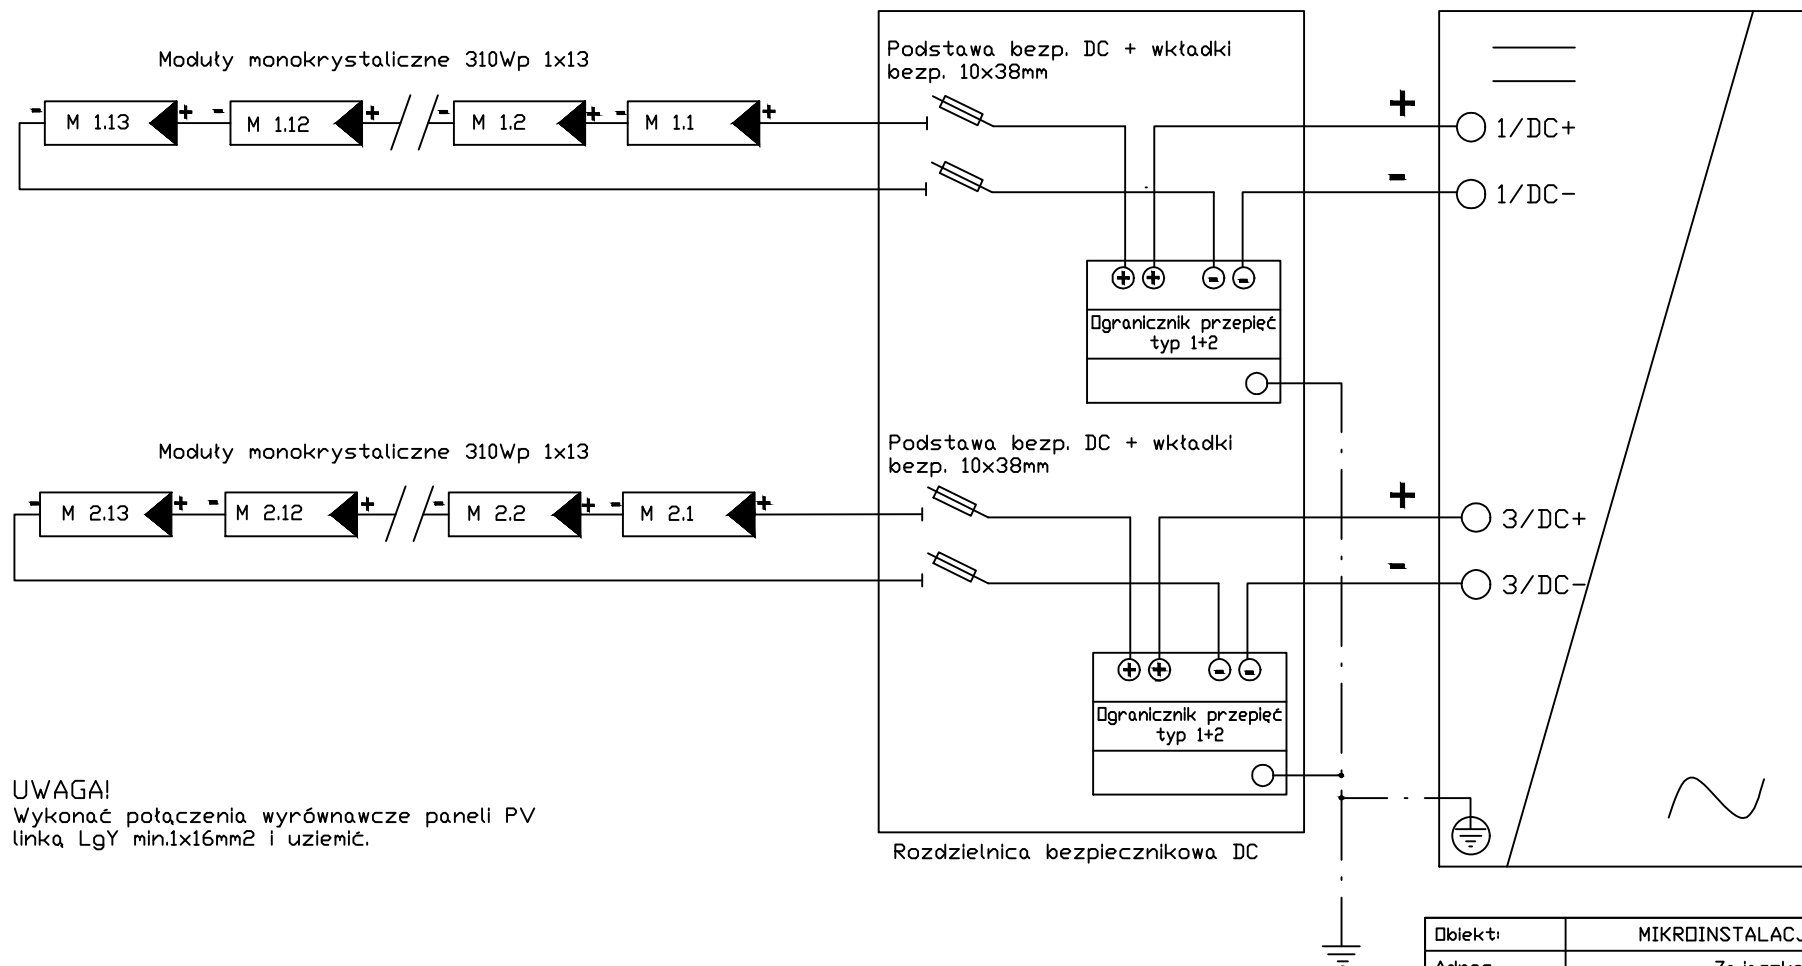 Moduły monokrystaliczne 310Wp 1x13
- M 1.13 + - M 1.12 + - M 1.2 + - M 1.1 +
Podstawa bezp. DC + wkładki
bezp. 10x38mm
+
1/DC+
-
1/DC-
+ + - -
Ogranicznik przepięć
typ 1+2
Moduły monokrystaliczne 310Wp 1x13
- M 2.13 + - M 2.12 + - M 2.2 + - M 2.1 +
Podstawa bezp. DC + wkładki
bezp. 10x38mm
+
3/DC+
-
3/DC-
+ + - -
Ogranicznik przepięć
typ 1+2
UWAGA!
Wykonać połączenia wyrównawcze paneli PV
linką LgY min.1x16mm2 i uziemić.
Rozdzielnica bezpiecznikowa DC
Obiekt: MIKROINSTALACJ